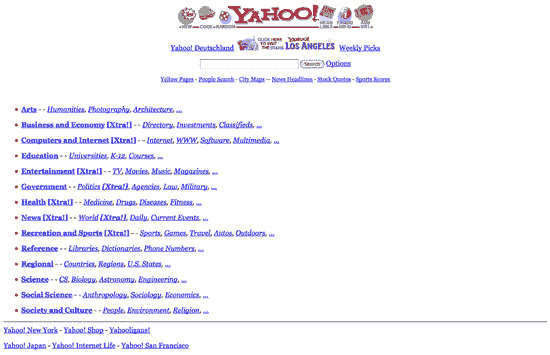 NEW COOL RANDOM YAHOO! HEAD LINES YAHOO INFO ADD URL
Yahoo! Deutschland CLICK HERE TO VISIT THE STARS YAHOO! LOS ANGELES Weekly Picks
Search Options
Yellow Pages - People Search - City Maps -- News Headlines - Stock Quotes - Sports Scores
Arts - - Humanities, Photography, Architecture, ...
Business and Economy [Xtra!] - - Directory, Investments, Classifieds, ...
Computers and Internet [Xtra!] - - Internet, WWW, Software, Multimedia, ...
Education - - Universities, K-12, Courses, ...
Entertainment [Xtra!] - - TV, Movies, Music, Magazines, ...
Government - - Politics [Xtra!], Agencies, Law, Military, ...
Health [Xtra!] - - Medicine, Drugs, Diseases, Fitness, ...
News [Xtra!] - - World [Xtra!], Daily, Current Events, ...
Recreation and Sports [Xtra!] - - Sports, Games, Travel, Autos, Outdoors, ...
Reference - - Libraries, Dictionaries, Phone Numbers, ...
Regional - - Countries, Regions, U.S. States, ...
Science - - CS, Biology, Astronomy, Engineering, ...
Social Science - - Anthropology, Sociology, Economics, ...
Society and Culture - - People, Environment, Religion, ...
Yahoo! New York - Yahoo! Shop - Yahooligans!
Yahoo! Japan - Yahoo! Internet Life - Yahoo! San Francisco